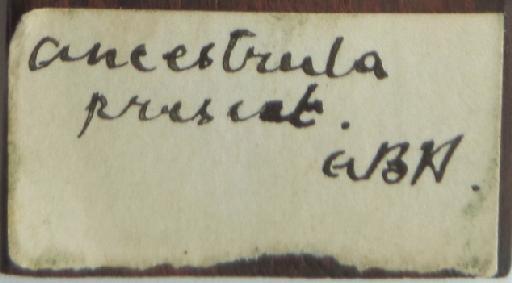 ancestrula
present.
ABH.